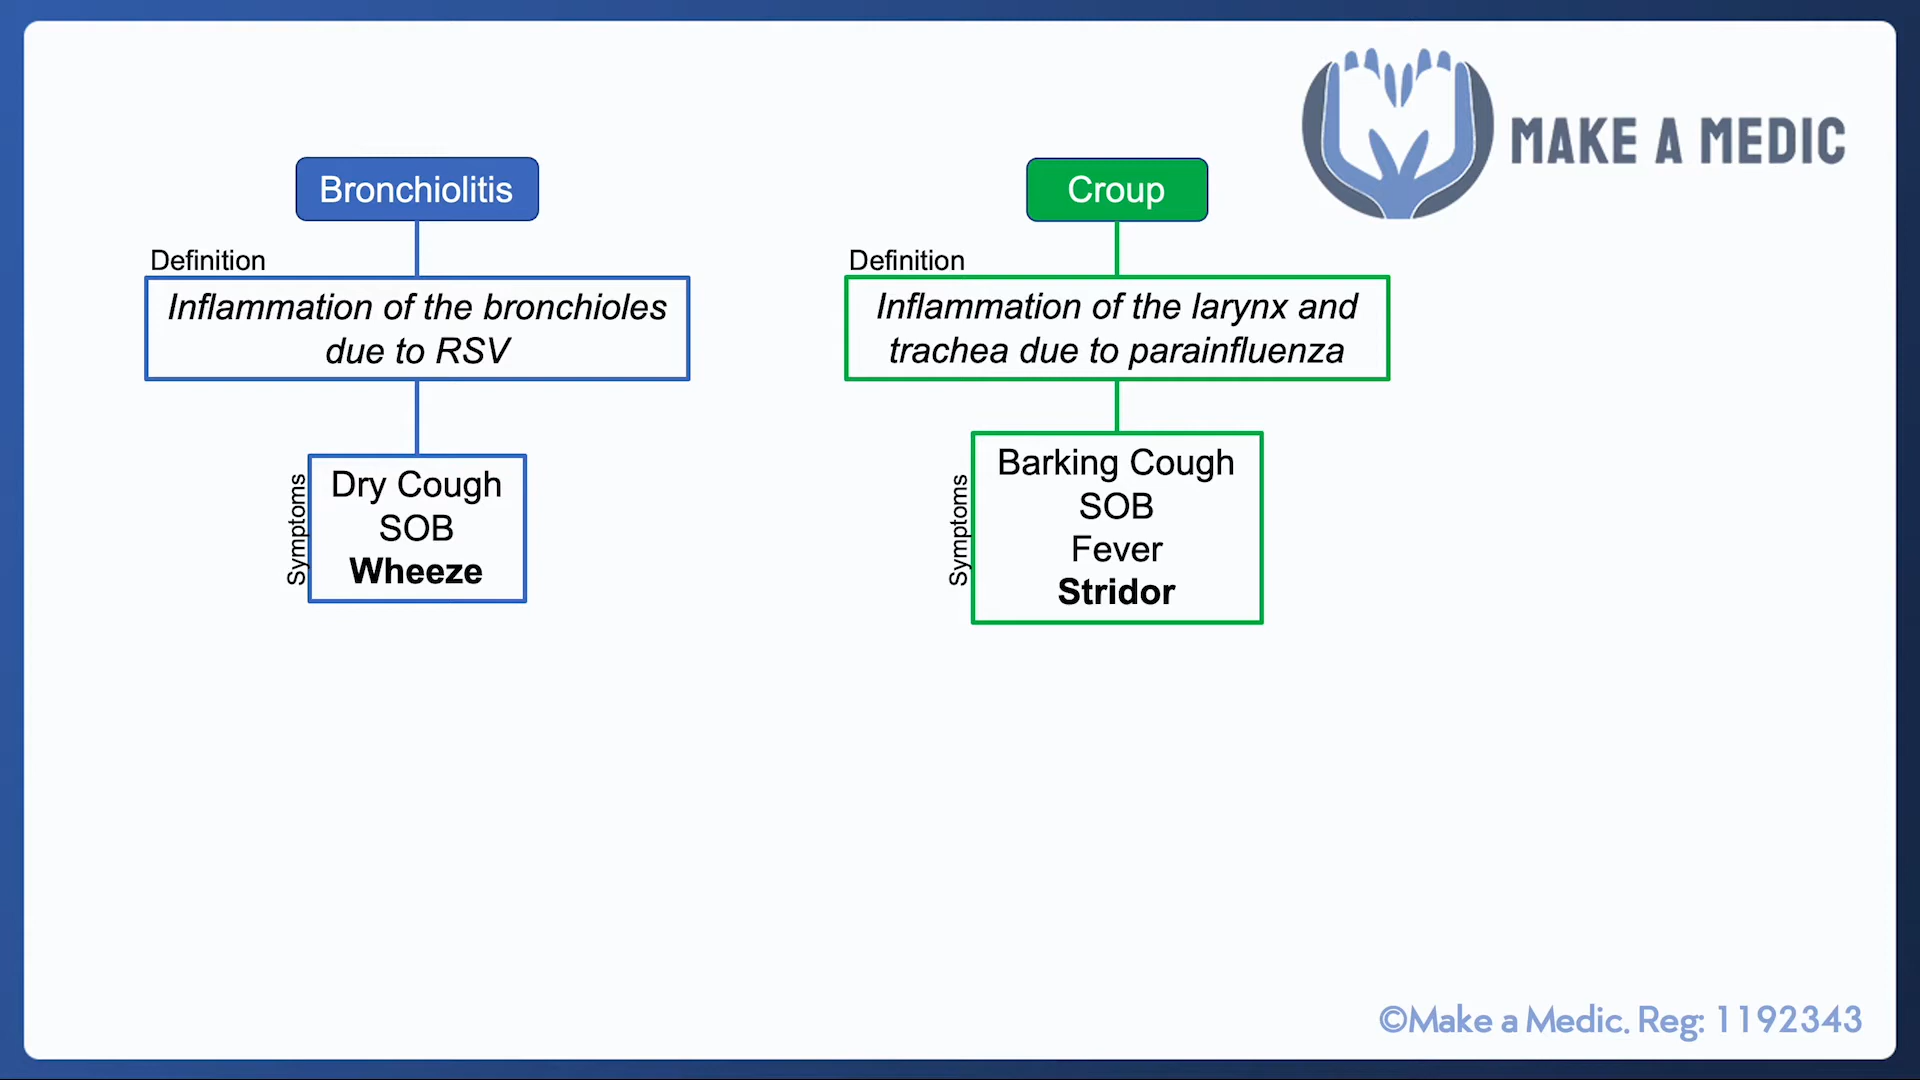 MAKE A MEDIC
Bronchiolitis
Definition
Inflammation of the bronchioles
due to RSV
Symptoms
Dry Cough
SOB
Wheeze
Croup
Definition
Inflammation of the larynx and
trachea due to parainfluenza
Symptoms
Barking Cough
SOB
Fever
Stridor
©Make a Medic. Reg: 1192343